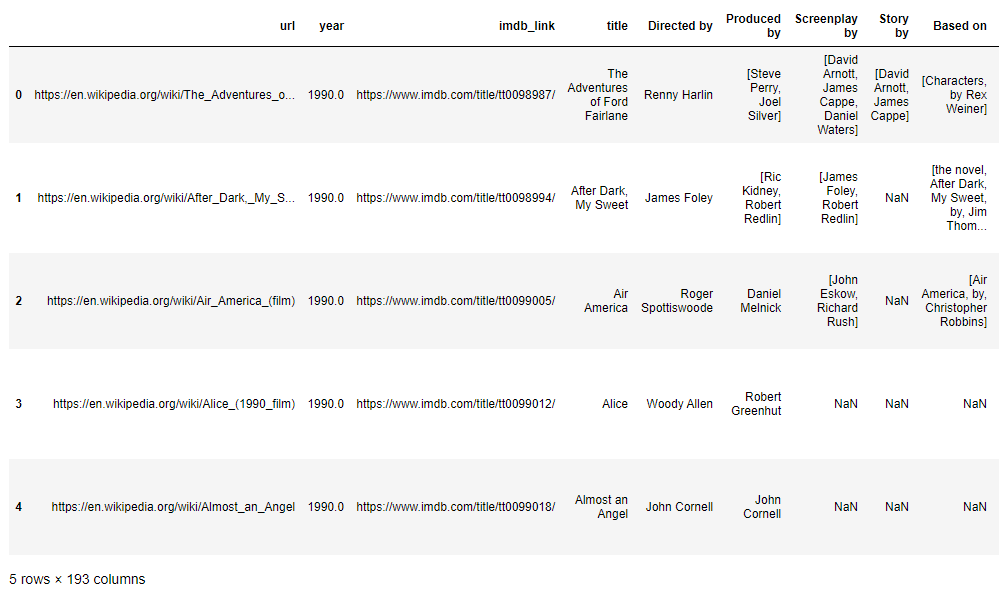 url year imdb_link title Directed by Produced by Screenplay by Story by Based on
0 https://en.wikipedia.org/wiki/The_Adventures_o... 1990.0 https://www.imdb.com/title/tt0098987/ The Adventures of Ford Fairlane Renny Harlin [Steve Perry, Joel Silver] [David Arnott, James Cappe, Daniel Waters] [David Arnott, James Cappe] [Characters, by Rex Weiner]
1 https://en.wikipedia.org/wiki/After_Dark,_My_S... 1990.0 https://www.imdb.com/title/tt0098994/ After Dark, My Sweet James Foley [Ric Kidney, Robert Redlin] [James Foley, Robert Redlin] NaN [the novel, After Dark, My Sweet, by, Jim Thom...
2 https://en.wikipedia.org/wiki/Air_America_(film) 1990.0 https://www.imdb.com/title/tt0099005/ Air America Roger Spottiswoode Daniel Melnick [John Eskow, Richard Rush] NaN [Air America, by, Christopher Robbins]
3 https://en.wikipedia.org/wiki/Alice_(1990_film) 1990.0 https://www.imdb.com/title/tt0099012/ Alice Woody Allen Robert Greenhut NaN NaN NaN
4 https://en.wikipedia.org/wiki/Almost_an_Angel 1990.0 https://www.imdb.com/title/tt0099018/ Almost an Angel John Cornell John Cornell NaN NaN NaN
5 rows × 193 columns